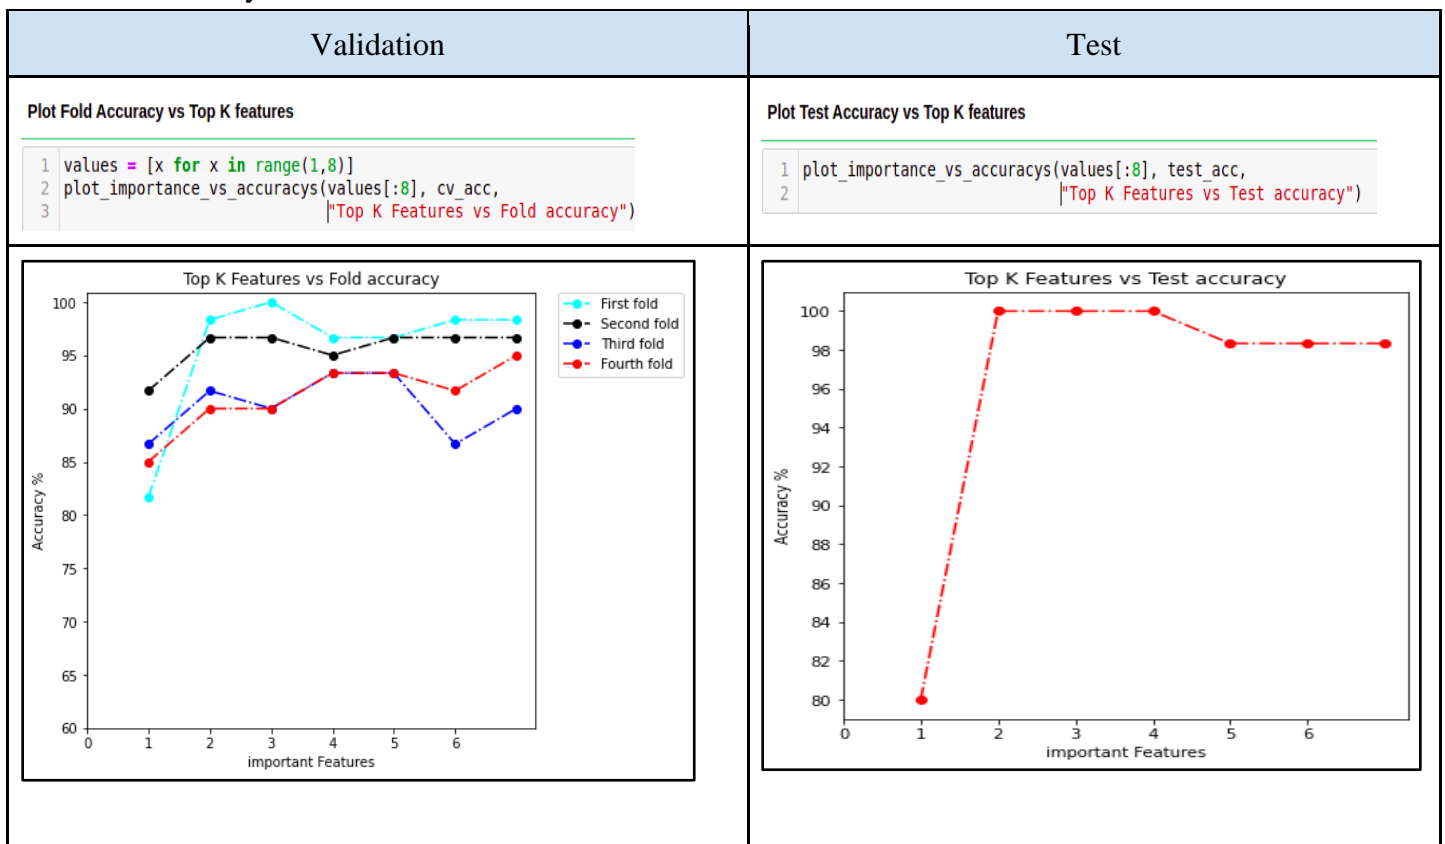 Validation
Test
Plot Fold Accuracy vs Top K features
1 values = [x for x in range(1,8)]
2 plot_importance_vs_accuracys(values[:8], cv_acc,
3 "Top K Features vs Fold accuracy")
Plot Test Accuracy vs Top K features
1 plot_importance_vs_accuracys(values[:8], test_acc,
2 "Top K Features vs Test accuracy")
Top K Features vs Fold accuracy
100
95
90
85
80
75
70
65
60
Accuracy %
0 1 2 3 4 5 6
important Features
First fold
Second fold
Third fold
Fourth fold
Top K Features vs Test accuracy
100
98
96
94
92
90
88
86
84
82
80
Accuracy %
0 1 2 3 4 5 6
important Features